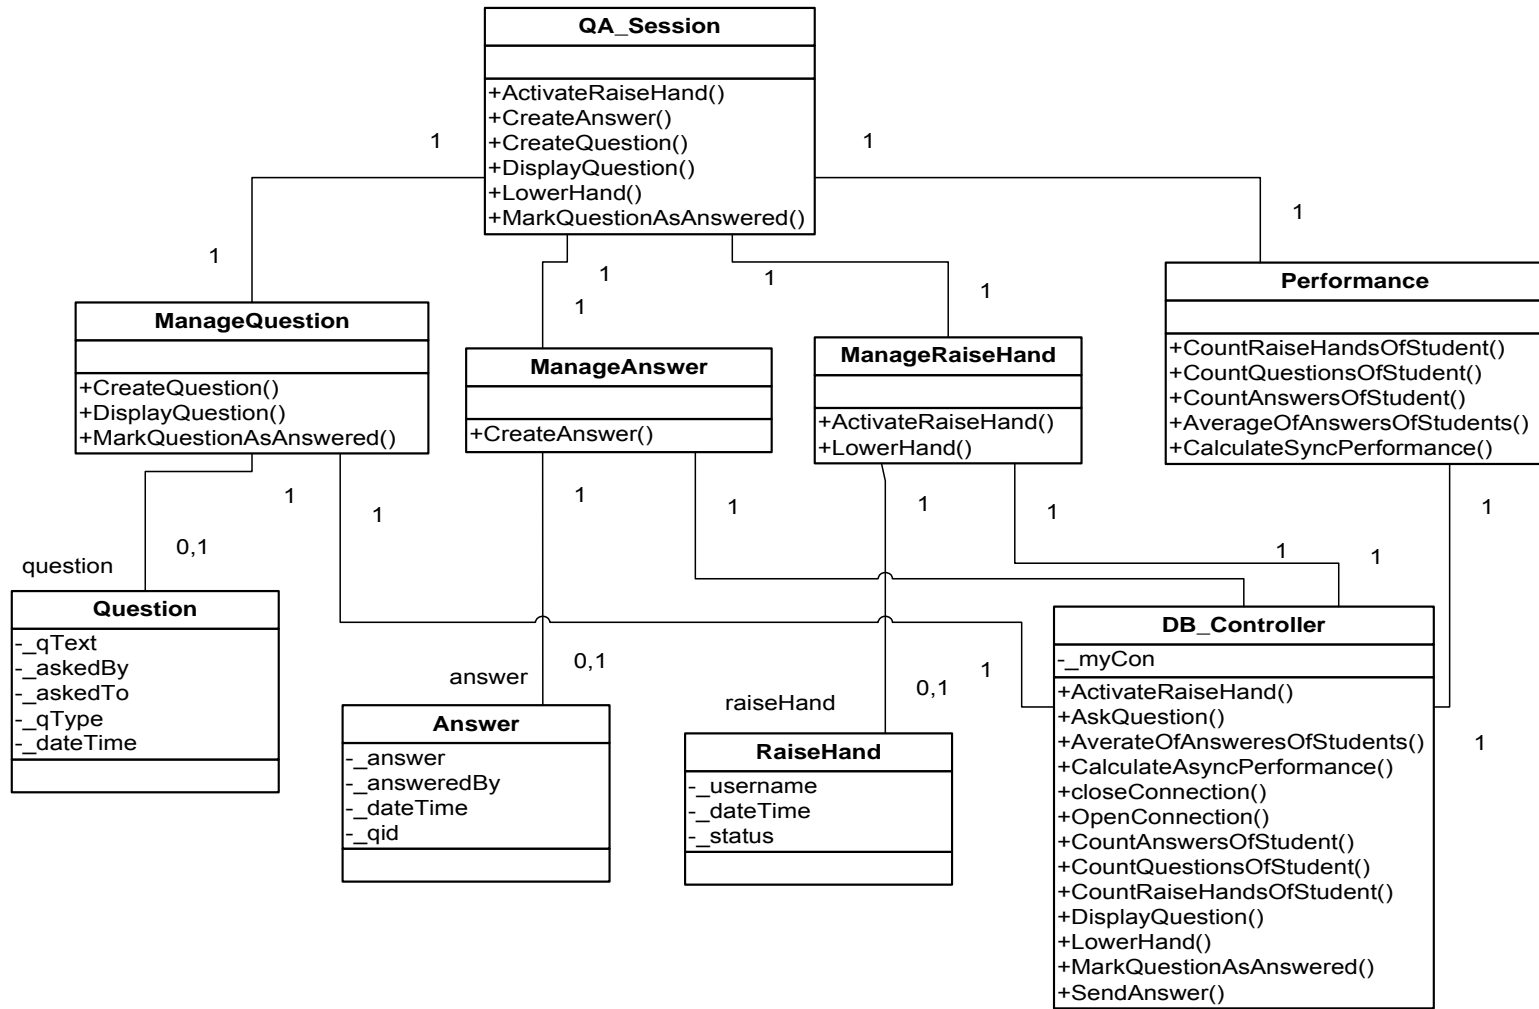 QA_Session
+ActivateRaiseHand()
+CreateAnswer()
+CreateQuestion()
+DisplayQuestion()
+LowerHand()
+MarkQuestionAsAnswered()
1
1
1
1
1
1
1
1
ManageQuestion
+CreateQuestion()
+DisplayQuestion()
+MarkQuestionAsAnswered()
ManageAnswer
+CreateAnswer()
ManageRaiseHand
+ActivateRaiseHand()
+LowerHand()
Performance
+CountRaiseHandsOfStudent()
+CountQuestionsOfStudent()
+CountAnswersOfStudent()
+AverageOfAnswersOfStudents()
+CalculateSyncPerformance()
1
1
1
1
1
1
1
question
0,1
1
1
Question
-_qText
-_askedBy
-_askedTo
-_qType
-_dateTime
answer
0,1
Answer
-_answer
-_answeredBy
-_dateTime
-_qid
raiseHand
0,1
RaiseHand
-_username
-_dateTime
-_status
1
1
DB_Controller
-_myCon
+ActivateRaiseHand()
+AskQuestion()
+AverateOfAnsweresOfStudents()
+CalculateAsyncPerformance()
+closeConnection()
+OpenConnection()
+CountAnswersOfStudent()
+CountQuestionsOfStudent()
+CountRaiseHandsOfStudent()
+DisplayQuestion()
+LowerHand()
+MarkQuestionAsAnswered()
+SendAnswer()